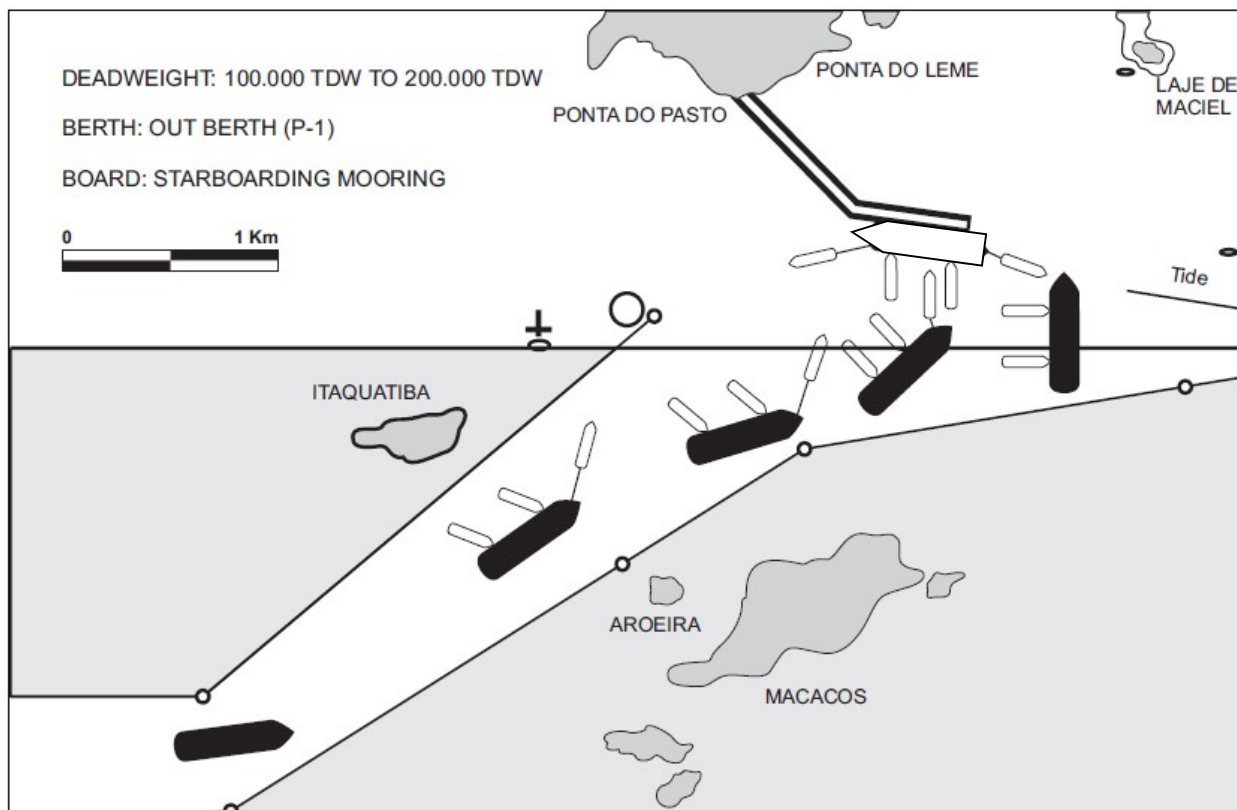 DEADWEIGHT: 100.000 TDW TO 200.000 TDW
BERTH: OUT BERTH (P-1)
BOARD: STARBOARDING MOORING
0 1 Km
PONTA DO LEME
PONTA DO PASTO
LAJE DE
MACIEL
Tide
ITAQUATIBA
AROEIRA
MACACOS